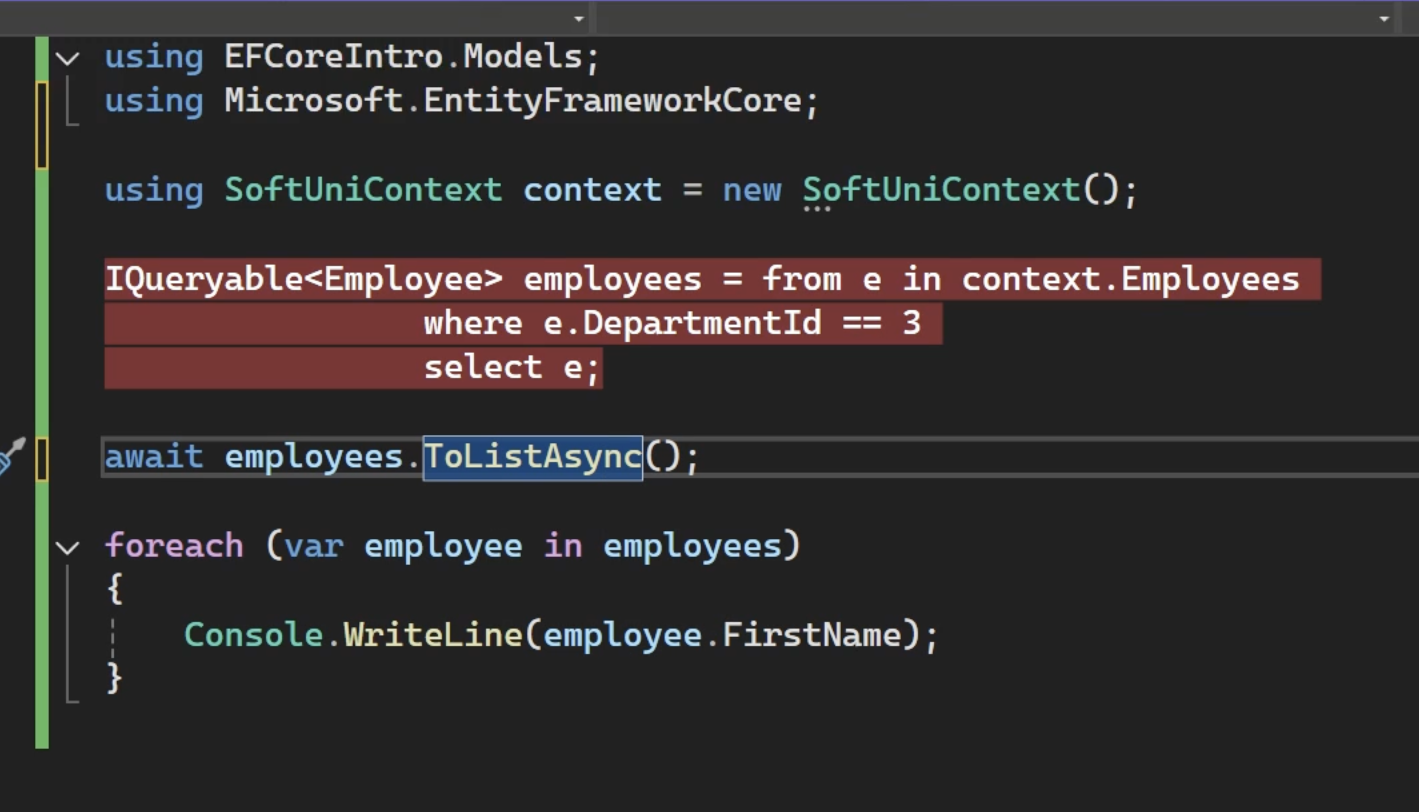 using EFCoreIntro.Models;
using Microsoft.EntityFrameworkCore;
using SoftUniContext context = new SoftUniContext();
IQueryable<Employee> employees = from e in context.Employees
where e.DepartmentId == 3
select e;
await employees.ToListAsync();
foreach (var employee in employees)
{
Console.WriteLine(employee.FirstName);
}